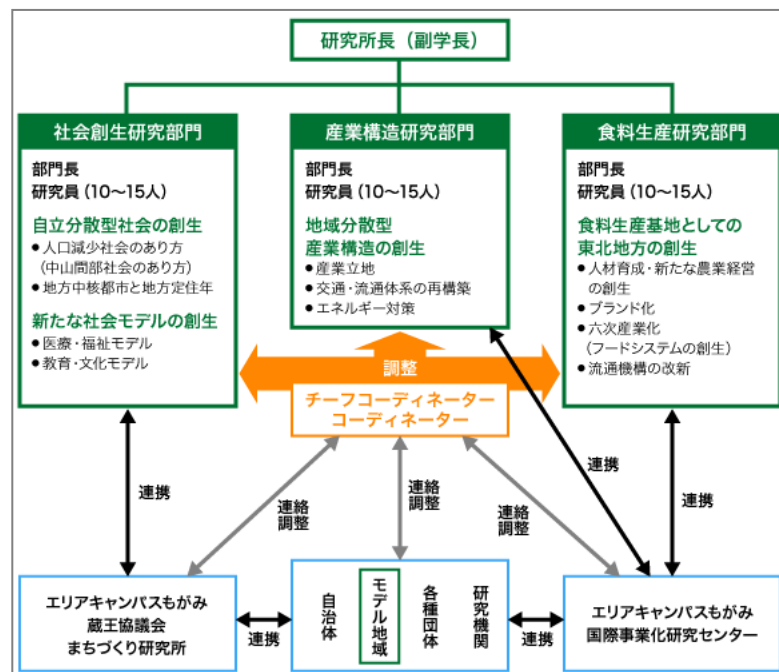 研究所長（副学長）
社会創生研究部門
部門長
研究員（10〜15人）
自立分散型社会の創生
●人口減少社会のあり方
（中山間部社会のあり方）
●地方中核都市と地方定住年
新たな社会モデルの創生
●医療・福祉モデル
●教育・文化モデル
産業構造研究部門
部門長
研究員（10〜15人）
地域分散型
産業構造の創生
●産業立地
●交通・流通体系の再構築
●エネルギー対策
食料生産研究部門
部門長
研究員（10〜15人）
食料生産基地としての
東北地方の創生
●人材育成・新たな農業経営
の創生
●ブランド化
●六次産業化
（フードシステムの創生）
●流通機構の改新
調整
チーフコーディネーター
コーディネーター
連携
連絡
調整
連絡
調整
連絡
調整
連携
連携
エリアキャンパスもがみ
蔵王協議会
まちづくり研究所
連携
自治体
モデル地域
各種団体
研究機関
連携
エリアキャンパスもがみ
国際事業化研究センター